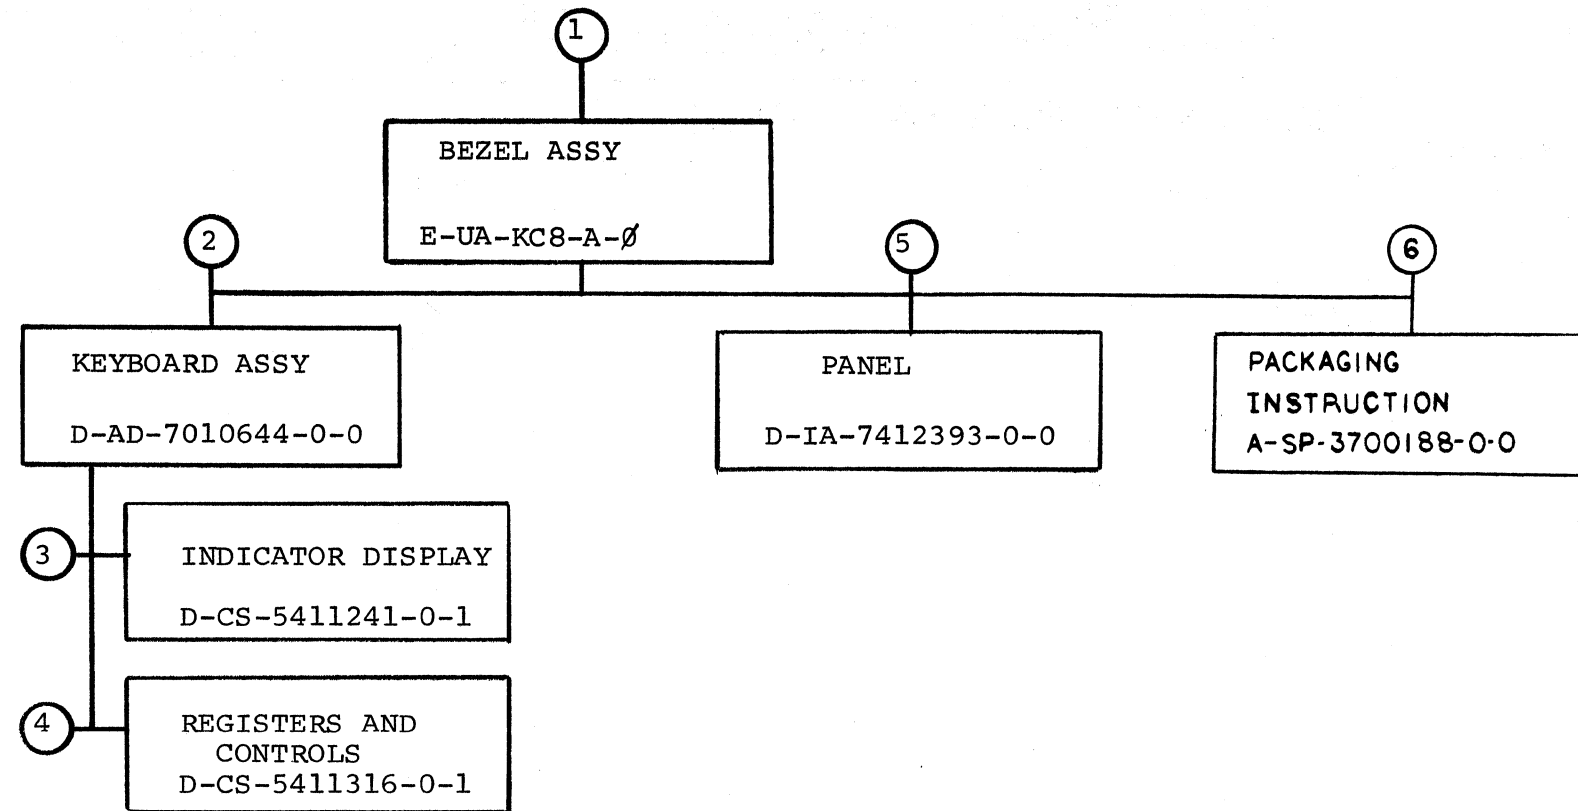 1
BEZEL ASSY
E-UA-KC8-A-Ø
2
5
6
KEYBOARD ASSY
D-AD-7010644-0-0
PANEL
D-IA-7412393-0-0
PACKAGING
INSTRUCTION
A-SP-3700188-0-0
3
INDICATOR DISPLAY
D-CS-5411241-0-1
4
REGISTERS AND
CONTROLS
D-CS-5411316-0-1